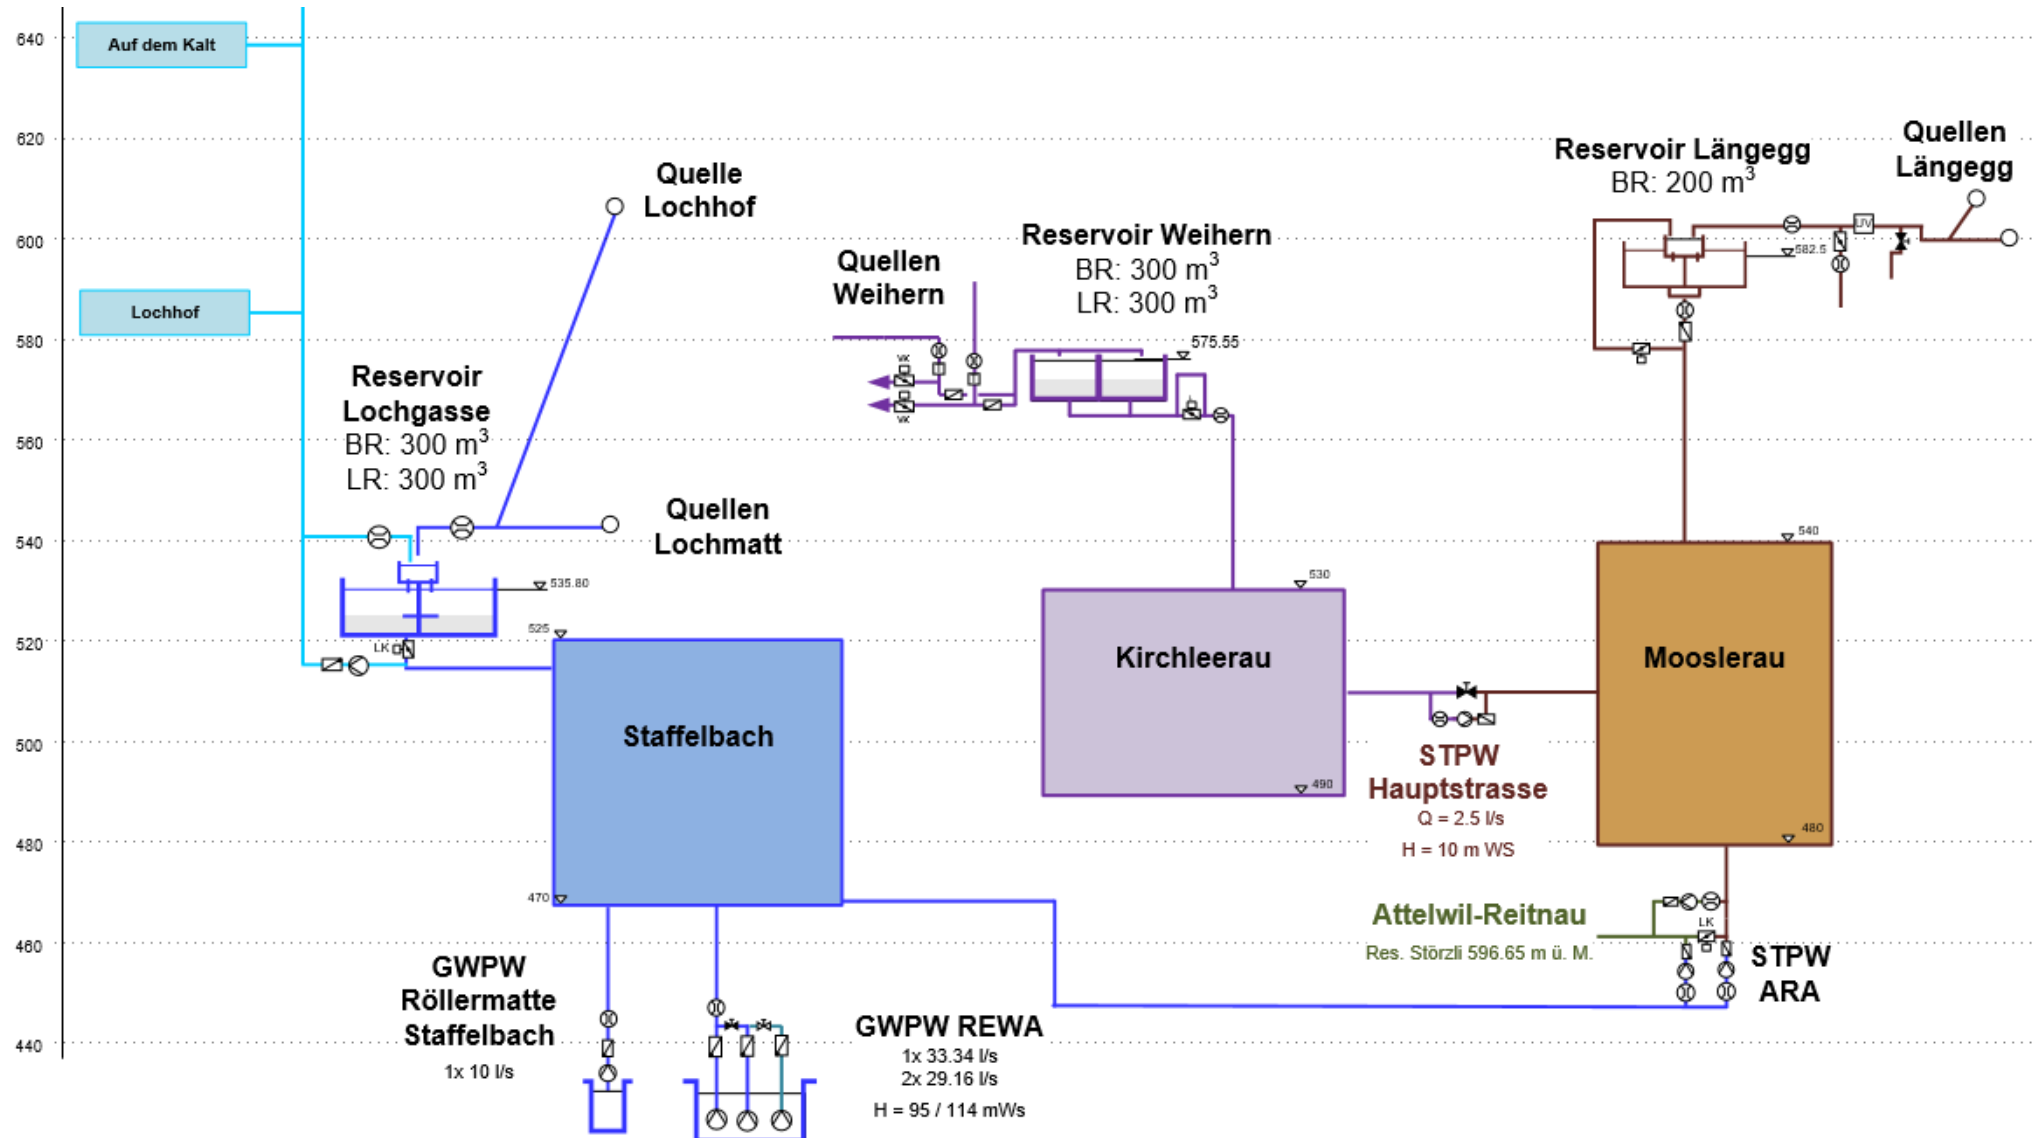 640
620
600
580
560
540
520
500
480
460
440
Auf dem Kalt
Lochhof
Reservoir
Lochgasse
BR: 300 m³
LR: 300 m³
Quelle
Lochhof
Quellen
Lochmatt
535.80
LK
525
Staffelbach
470
GWPW
Röllermatte
Staffelbach
1x 10 l/s
GWPW REWA
1x 33.34 l/s
2x 29.16 l/s
H = 95 / 114 mWs
Quellen
Weihern
VK
VK
Reservoir Weihern
BR: 300 m³
LR: 300 m³
575.55
530
Kirchleerau
490
STPW
Hauptstrasse
Q = 2.5 l/s
H = 10 m WS
Reservoir Längegg
BR: 200 m³
Quellen
Längegg
UV
582.5
540
Mooslerau
480
Attelwil-Reitnau
Res. Störzli 596.65 m ü. M.
LK
STPW
ARA